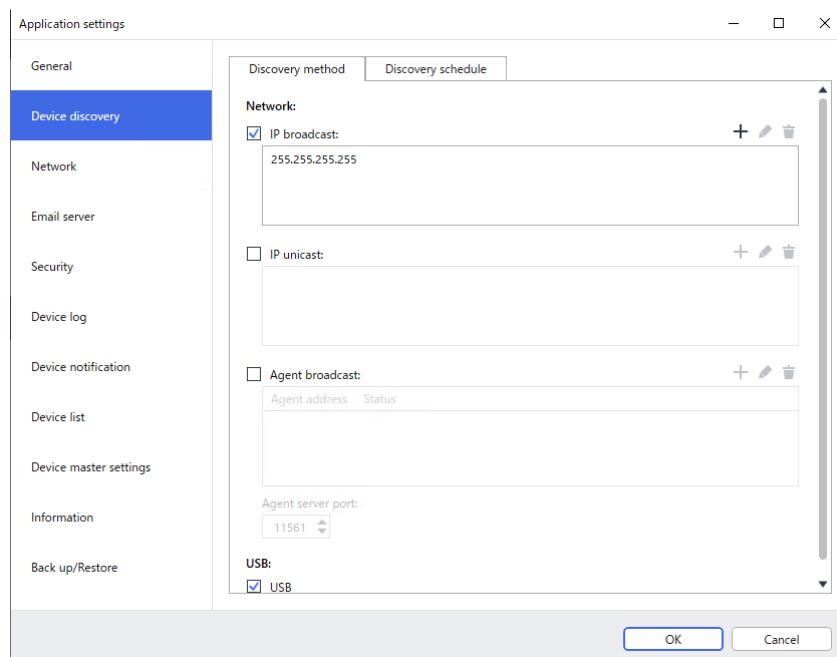 Application settings
General
Device discovery
Network
Email server
Security
Device log
Device notification
Device list
Device master settings
Information
Back up/Restore
Discovery method
Discovery schedule
Network:
IP broadcast:
255.255.255.255
IP unicast:
Agent broadcast:
Agent address Status
Agent server port:
11561
USB:
USB
OK
Cancel